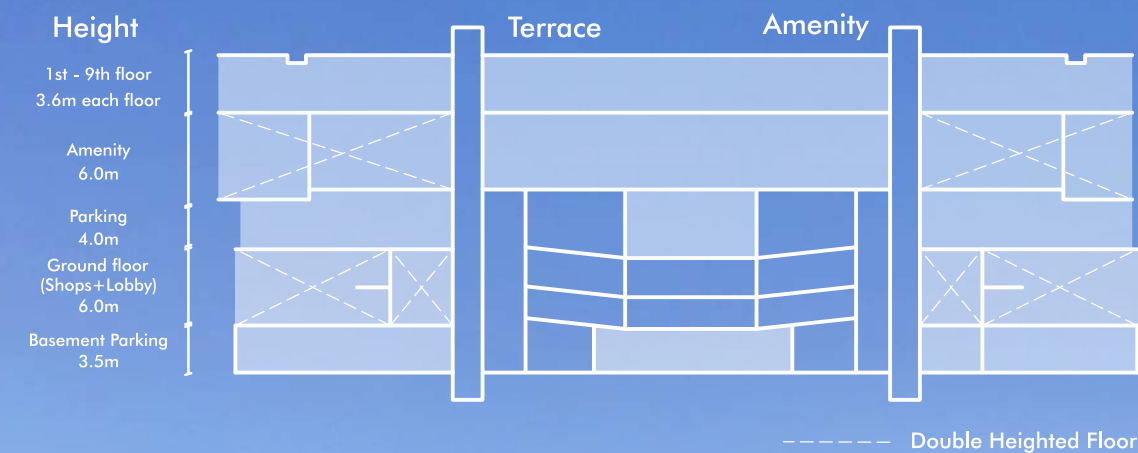 Height
1st - 9th floor
3.6m each floor
Amenity
6.0m
Parking
4.0m
Ground floor
(Shops+Lobby)
6.0m
Basement Parking
3.5m
Terrace
Amenity
Double Heighted Floor